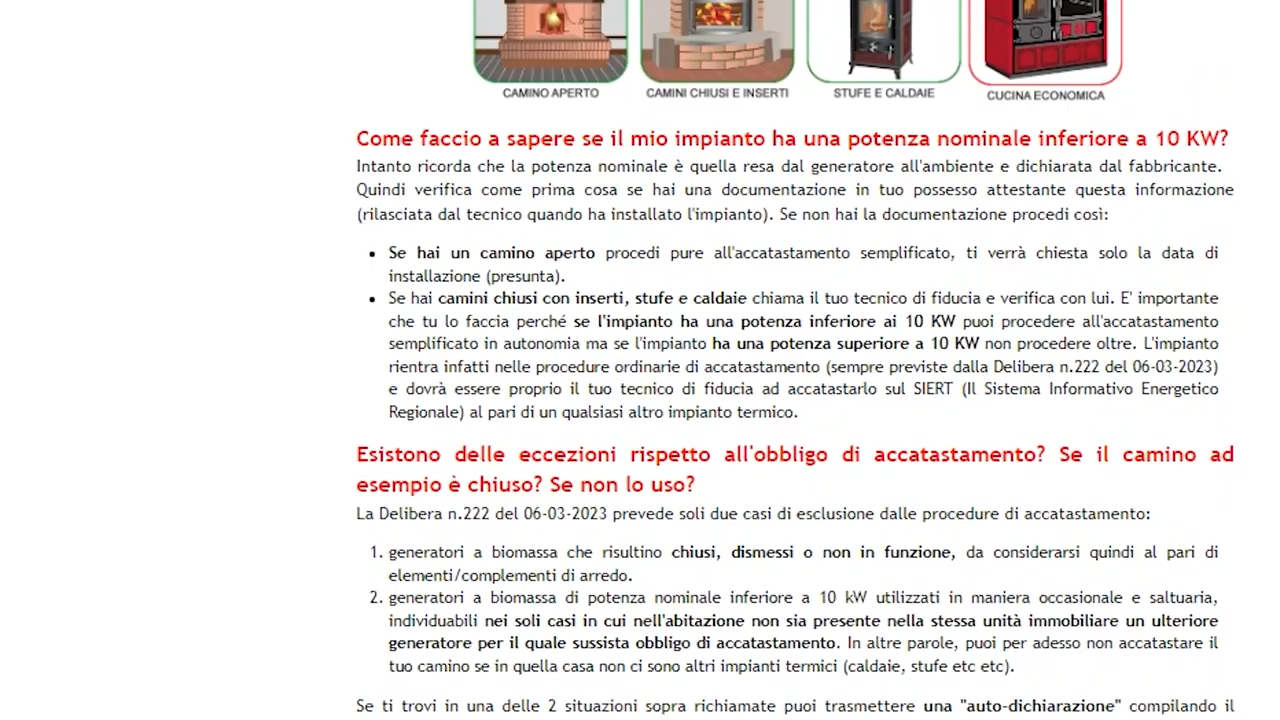 CAMINO APERTO CAMINI CHIUSI E INSERTI STUFE E CALDAIE CUCINA ECONOMICA
Come faccio a sapere se il mio impianto ha una potenza nominale inferiore a 10 KW?
Intanto ricorda che la potenza nominale è quella resa dal generatore all'ambiente e dichiarata dal fabbricante.
Quindi verifica come prima cosa se hai una documentazione in tuo possesso attestante questa informazione
(rilasciata dal tecnico quando ha installato l'impianto). Se non hai la documentazione procedi così:
• Se hai un camino aperto procedi pure all'accatastamento semplificato, ti verrà chiesta solo la data di
installazione (presunta).
• Se hai camini chiusi con inserti, stufe e caldaie chiama il tuo tecnico di fiducia e verifica con lui. E' importante
che tu lo faccia perché se l'impianto ha una potenza inferiore ai 10 KW puoi procedere all'accatastamento
semplificato in autonomia ma se l'impianto ha una potenza superiore a 10 KW non procedere oltre. L'impianto
rientra infatti nelle procedure ordinarie di accatastamento (sempre previste dalla Delibera n.222 del 06-03-2023)
e dovrà essere proprio il tuo tecnico di fiducia ad accatastarlo sul SIERT (Il Sistema Informativo Energetico
Regionale) al pari di un qualsiasi altro impianto termico.
Esistono delle eccezioni rispetto all'obbligo di accatastamento? Se il camino ad
esempio è chiuso? Se non lo uso?
La Delibera n.222 del 06-03-2023 prevede soli due casi di esclusione dalle procedure di accatastamento:
1. generatori a biomassa che risultino chiusi, dismessi o non in funzione, da considerarsi quindi al pari di
elementi/complementi di arredo.
2. generatori a biomassa di potenza nominale inferiore a 10 kW utilizzati in maniera occasionale e saltuaria,
individuabili nei soli casi in cui nell'abitazione non sia presente nella stessa unità immobiliare un ulteriore
generatore per il quale sussista obbligo di accatastamento. In altre parole, puoi per adesso non accatastare il
tuo camino se in quella casa non ci sono altri impianti termici (caldaie, stufe etc etc).
Se ti trovi in una delle 2 situazioni sopra richiamate puoi trasmettere una "auto-dichiarazione" compilando il